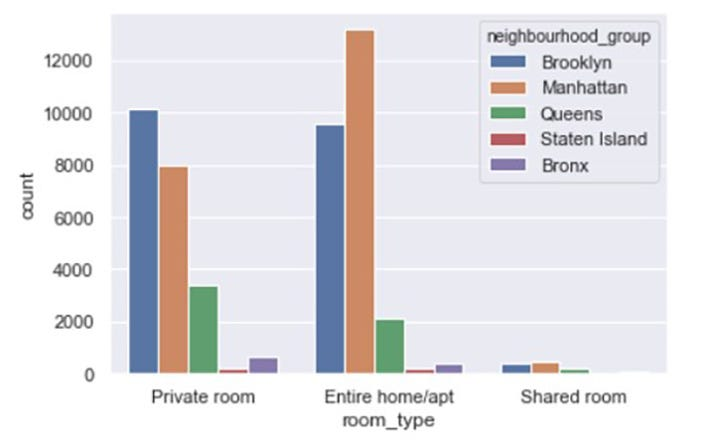 neighbourhood_group
Brooklyn
Manhattan
Queens
Staten Island
Bronx
12000
10000
8000
6000
4000
2000
0
count
Private room
Entire home/apt
Shared room
room_type